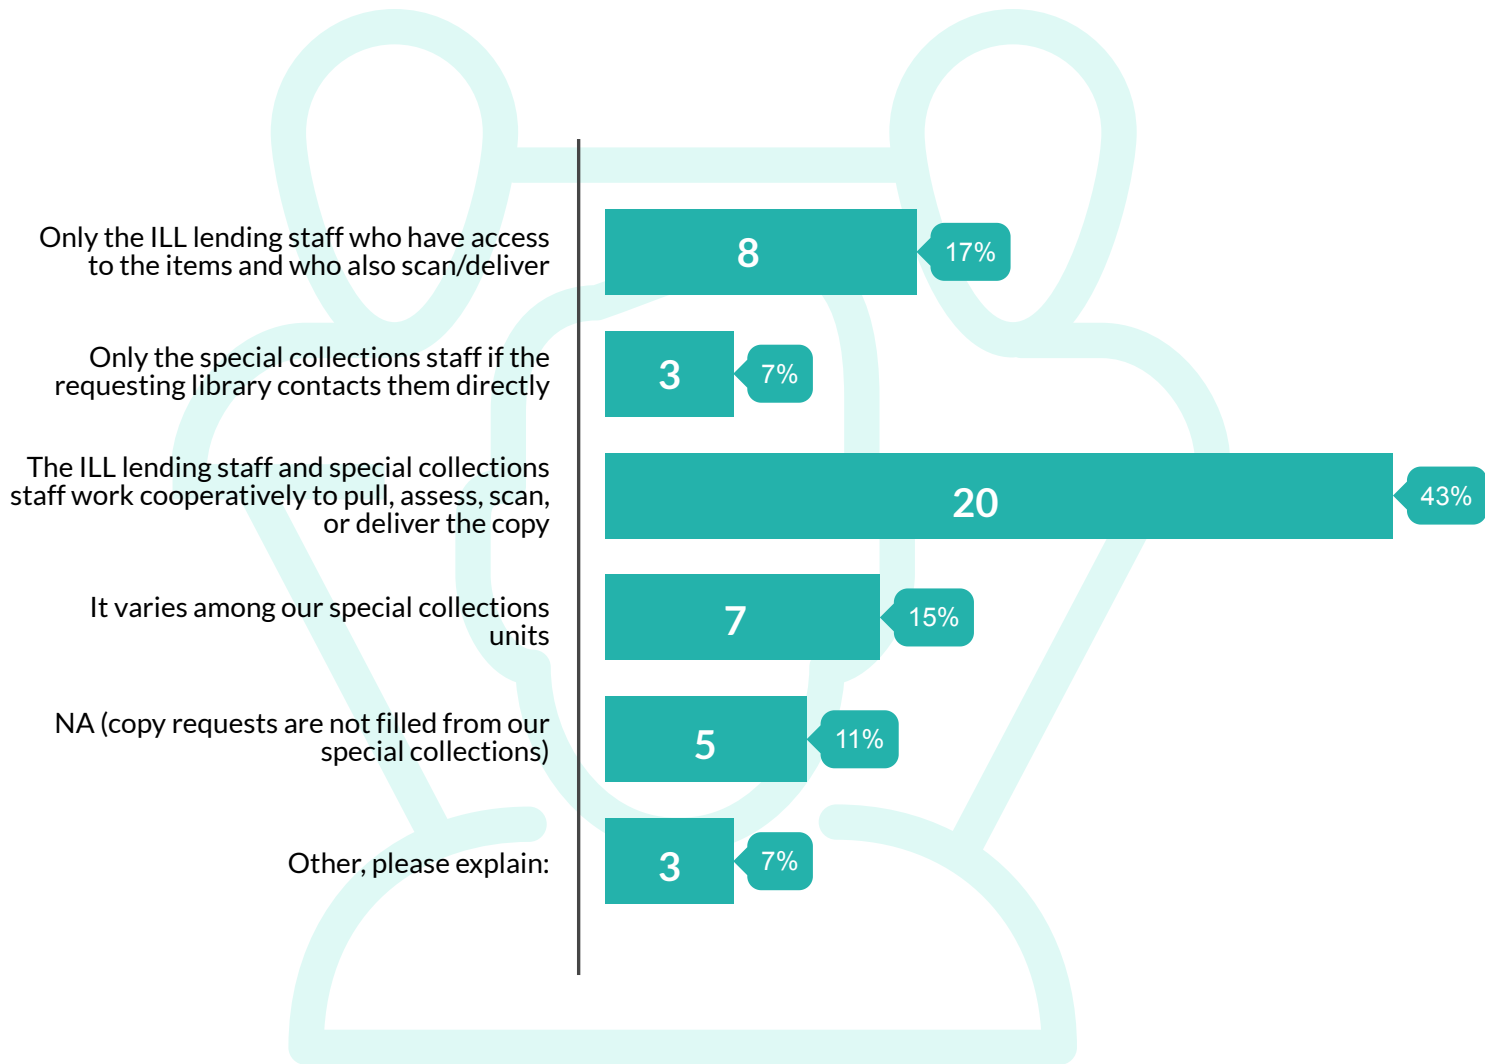 Only the ILL lending staff who have access
to the items and who also scan/deliver
8
17%
Only the special collections staff if the
requesting library contacts them directly
3
7%
The ILL lending staff and special collections
staff work cooperatively to pull, assess, scan,
or deliver the copy
20
43%
It varies among our special collections
units
7
15%
NA (copy requests are not filled from our
special collections)
5
11%
Other, please explain:
3
7%